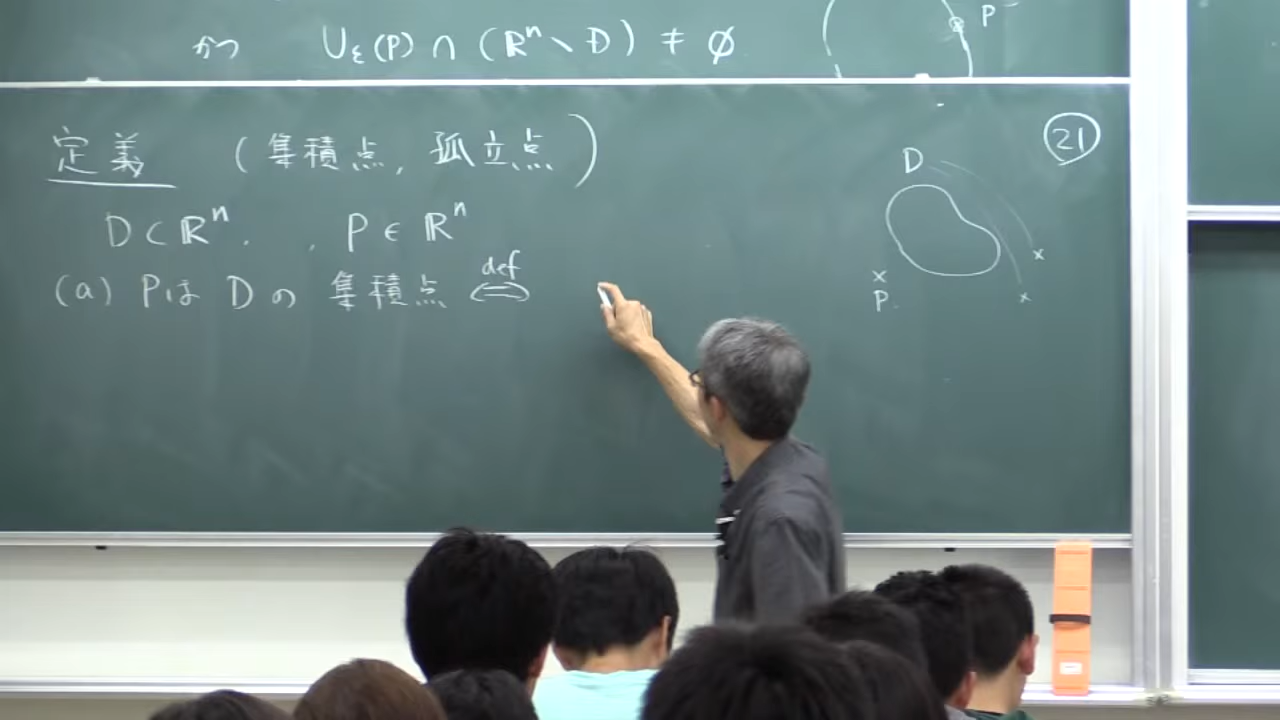 かつ U_ε(P) ∩ (ℝⁿ ∖ D) ≠ ∅
P
定義 (集積点, 孤立点)
㉑
D ⊂ ℝⁿ. , P ∈ ℝⁿ
(a) PはDの集積点 def⇔
D
×
×
×
P.